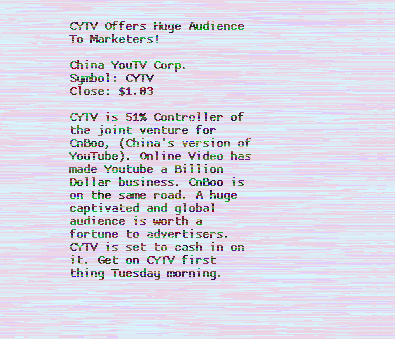 CYTV Offers Huge Audience
To Marketers!
China YouTV Corp.
Symbol: CYTV
Close: $1.03
CYTV is 51% Controller of
the joint venture for
CnBoo, (China's version of
YouTube). Online Video has
made Youtube a Billion
Dollar business. CnBoo is
on the same road. A huge
captivated and global
audience is worth a
fortune to advertisers.
CYTV is set to cash in on
it. Get on CYTV first
thing Tuesday morning.